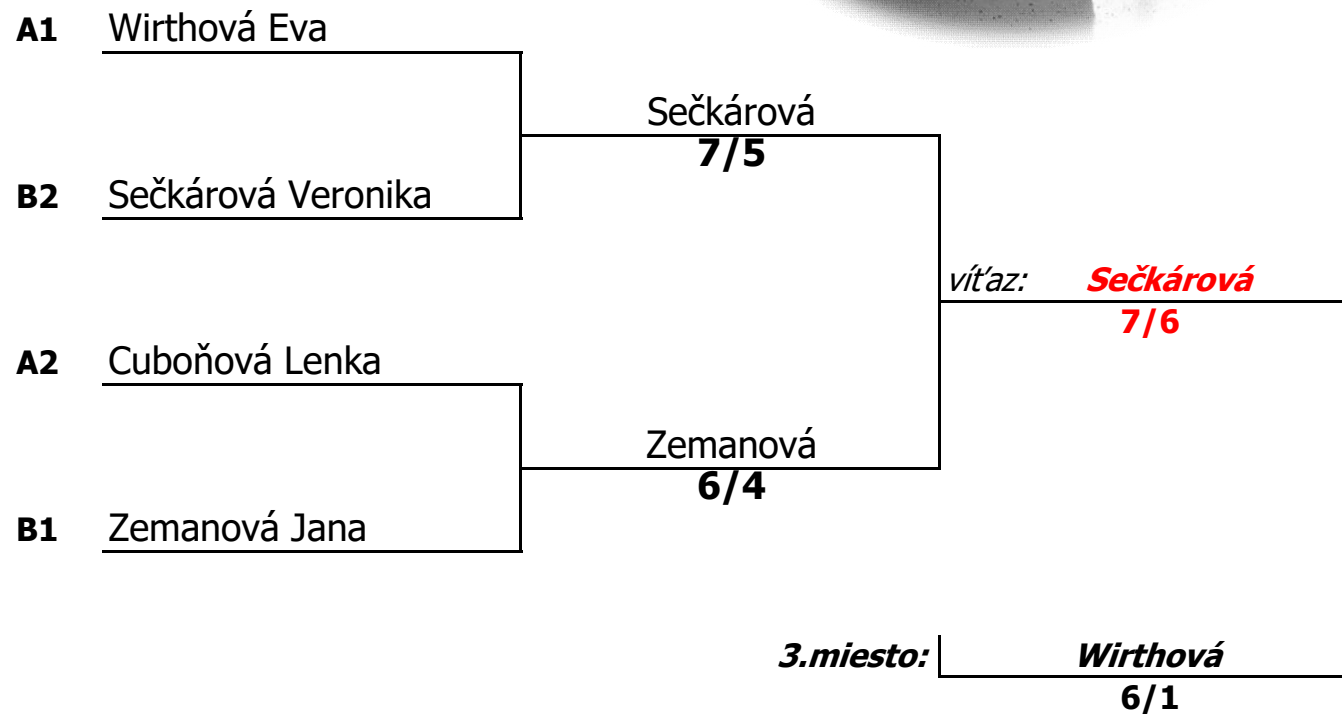 A1 Wirthová Eva
Sečkárová
7/5
B2 Sečkárová Veronika
víťaz: Sečkárová
7/6
A2 Cuboňová Lenka
Zemanová
6/4
B1 Zemanová Jana
3.miesto: Wirthová
6/1